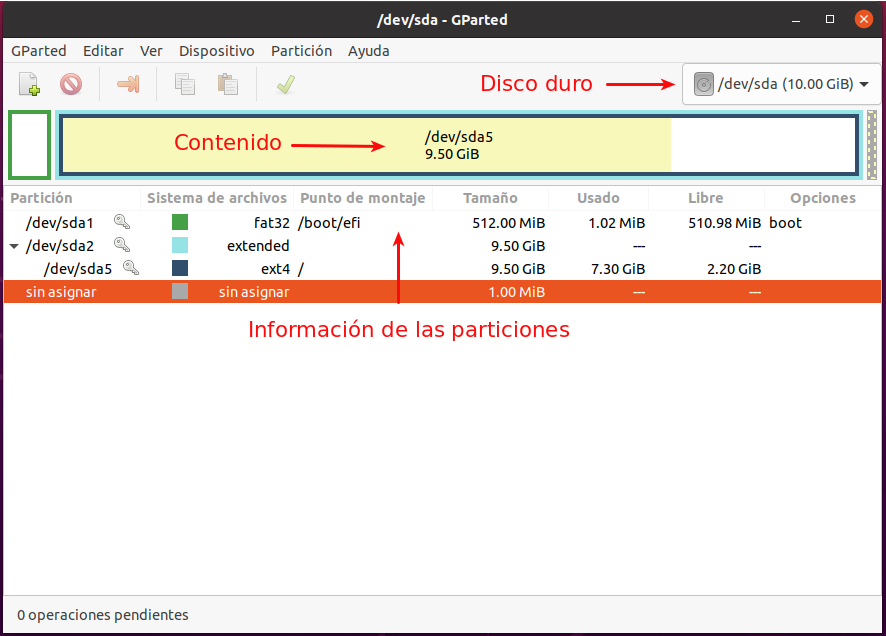 /dev/sda - GParted
GParted Editar Ver Dispositivo Partición Ayuda
Disco duro /dev/sda (10.00 GiB)
Contenido /dev/sda5
9.50 GiB
Partición Sistema de archivos Punto de montaje Tamaño Usado Libre Opciones
/dev/sda1 fat32 /boot/efi 512.00 MiB 1.02 MiB 510.98 MiB boot
/dev/sda2 extended 9.50 GiB --- ---
/dev/sda5 ext4 / 9.50 GiB 7.30 GiB 2.20 GiB
sin asignar sin asignar 1.00 MiB --- ---
Información de las particiones
0 operaciones pendientes